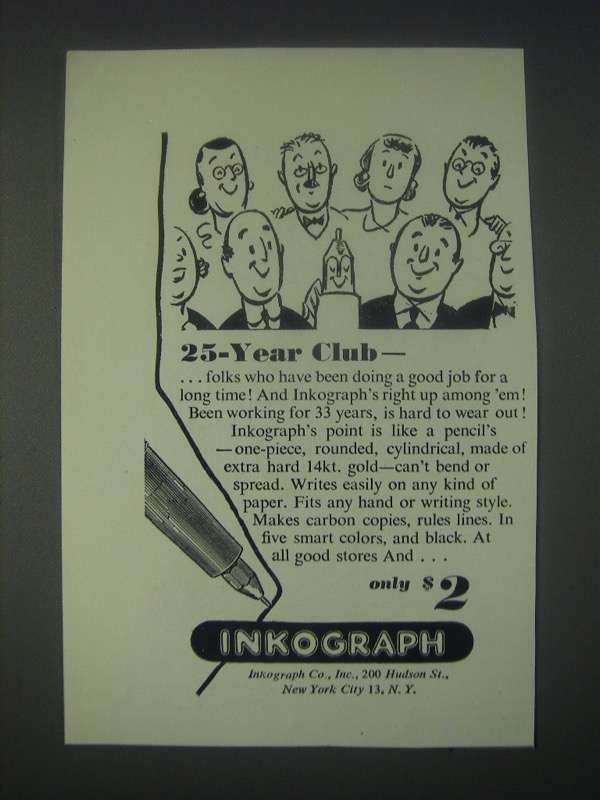 25-Year Club—
. . . folks who have been doing a good job for a
long time! And Inkograph's right up among 'em!
Been working for 33 years, is hard to wear out!
Inkograph's point is like a pencil's
—one-piece, rounded, cylindrical, made of
extra hard 14kt. gold—can't bend or
spread. Writes easily on any kind of
paper. Fits any hand or writing style.
Makes carbon copies, rules lines. In
five smart colors, and black. At
all good stores And . . .
only $2
INKOGRAPH
Inkograph Co., Inc., 200 Hudson St.,
New York City 13, N. Y.